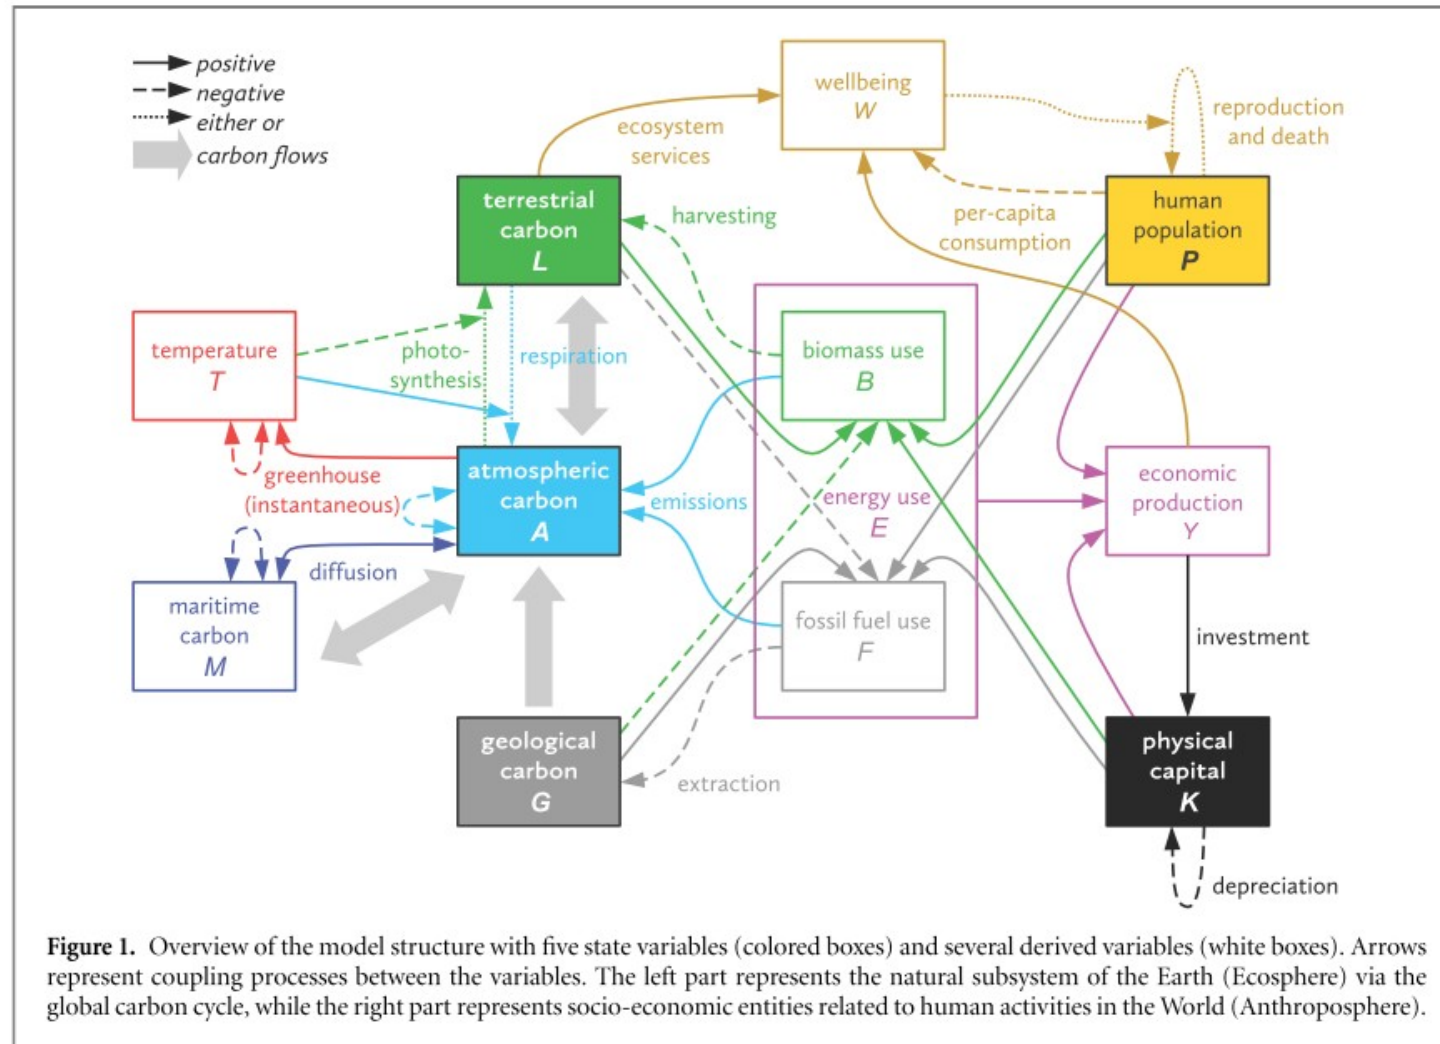 positive
negative
either or
carbon flows
wellbeing
W
reproduction
and death
ecosystem
services
terrestrial
carbon
L
harvesting
per-capita
consumption
human
population
P
temperature
T
photo-
synthesis
respiration
biomass use
B
greenhouse
(instantaneous)
atmospheric
carbon
A
emissions
energy use
E
economic
production
Y
diffusion
maritime
carbon
M
fossil fuel use
F
investment
geological
carbon
G
extraction
physical
capital
K
depreciation
Figure 1. Overview of the model structure with five state variables (colored boxes) and several derived variables (white boxes). Arrows
represent coupling processes between the variables. The left part represents the natural subsystem of the Earth (Ecosphere) via the
global carbon cycle, while the right part represents socio-economic entities related to human activities in the World (Anthroposphere).